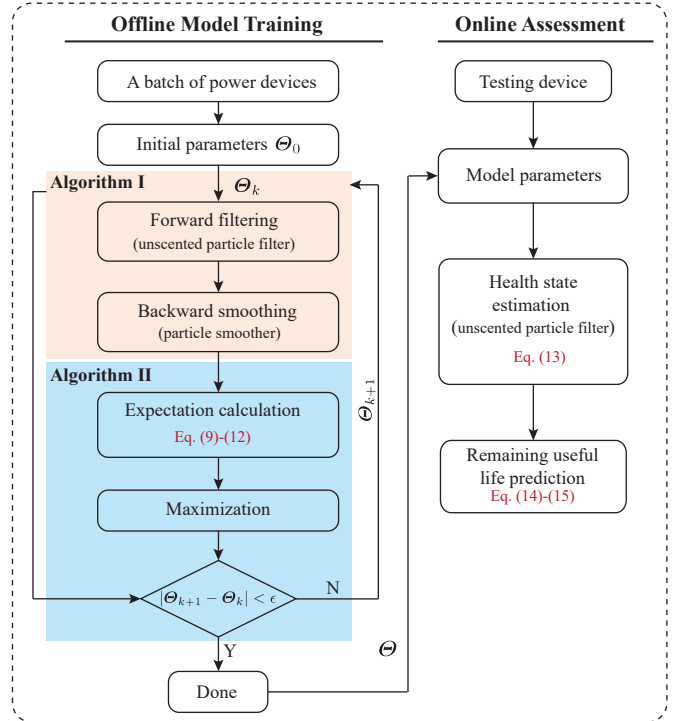 Offline Model Training
A batch of power devices
Initial parameters Θ₀
Algorithm I
Θₖ
Forward filtering
(unscented particle filter)
Backward smoothing
(particle smoother)
Algorithm II
Expectation calculation
Eq. (9)-(12)
Maximization
|Θₖ₊₁ − Θₖ| < ϵ
N
Θₖ₊₁
Y
Done
Θ
Online Assessment
Testing device
Model parameters
Health state
estimation
(unscented particle filter)
Eq. (13)
Remaining useful
life prediction
Eq. (14)-(15)